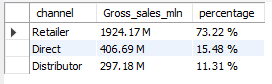 channel Gross_sales_mln percentage
Retailer 1924.17 M 73.22 %
Direct 406.69 M 15.48 %
Distributor 297.18 M 11.31 %